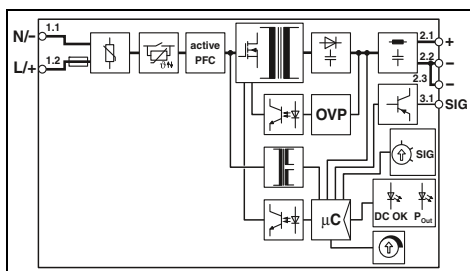 N/-
1.1
L/+
1.2
active
PFC
OVP
2.1
+
2.2
-
2.3
-
3.1
SIG
SIG
µC
DC OK
POut